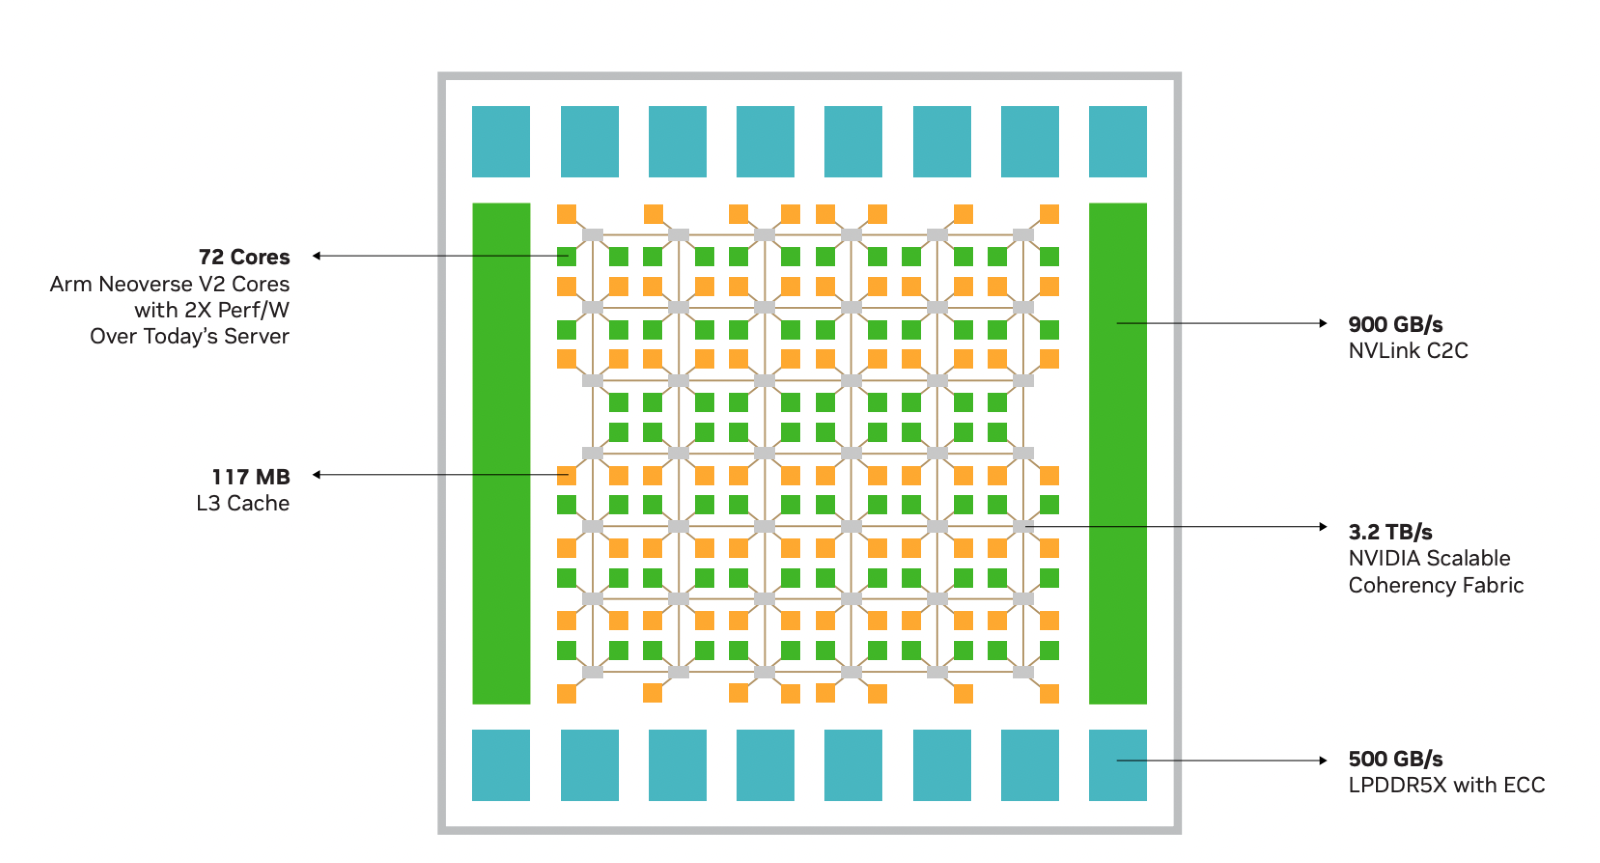 72 Cores
Arm Neoverse V2 Cores
with 2X Perf/W
Over Today’s Server
117 MB
L3 Cache
900 GB/s
NVLink C2C
3.2 TB/s
NVIDIA Scalable
Coherency Fabric
500 GB/s
LPDDR5X with ECC